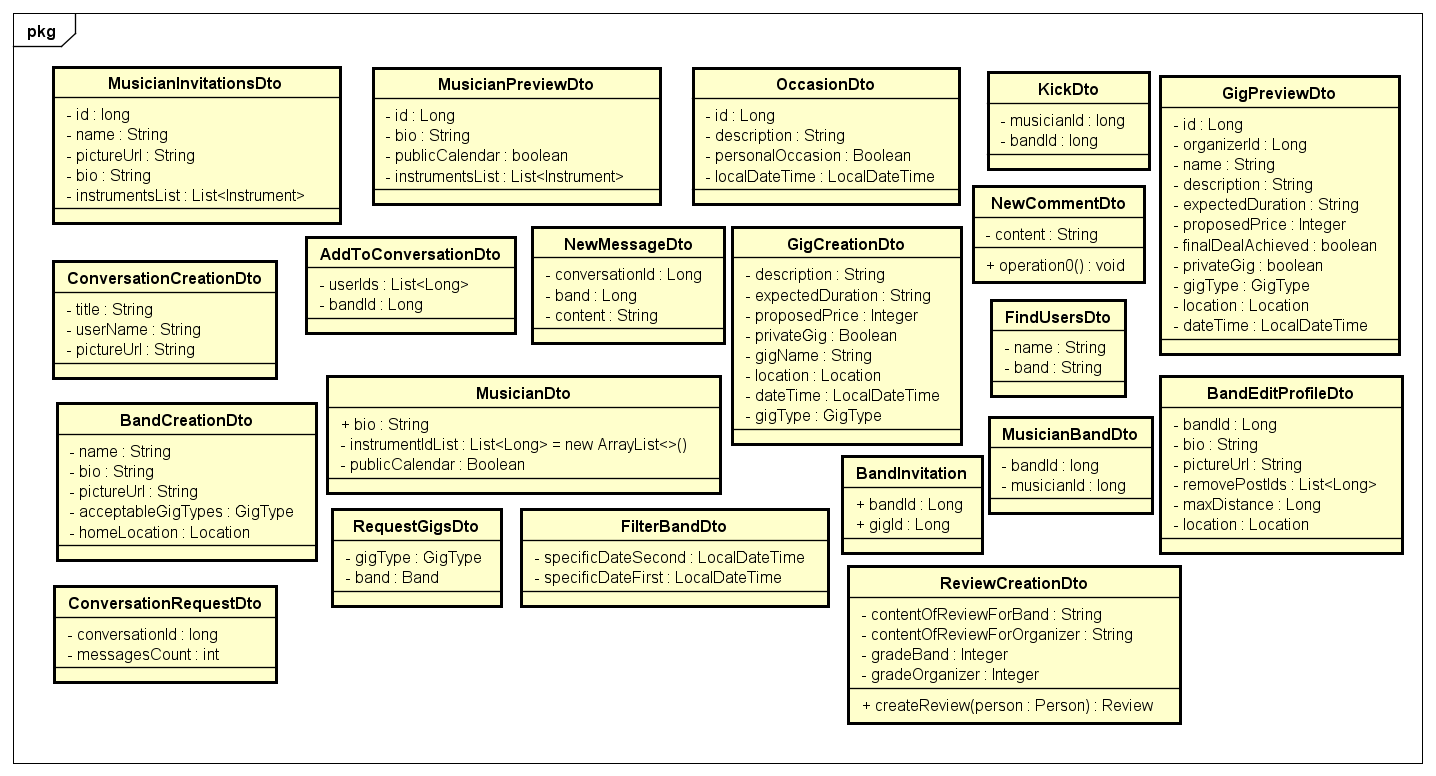 pkg
MusicianInvitationsDto
- id : long
- name : String
- pictureUrl : String
- bio : String
- instrumentsList : List<Instrument>
MusicianPreviewDto
- id : Long
- bio : String
- publicCalendar : boolean
- instrumentsList : List<Instrument>
OccasionDto
- id : Long
- description : String
- personalOccasion : Boolean
- localDateTime : LocalDateTime
KickDto
- musicianId : long
- bandId : long
GigPreviewDto
- id : Long
- organizerId : Long
- name : String
- description : String
- expectedDuration : String
- proposedPrice : Integer
- finalDealAchieved : boolean
- privateGig : boolean
- gigType : GigType
- location : Location
- dateTime : LocalDateTime
NewCommentDto
- content : String
+ operation0() : void
ConversationCreationDto
- title : String
- userName : String
- pictureUrl : String
AddToConversationDto
- userIds : List<Long>
- bandId : Long
NewMessageDto
- conversationId : Long
- band : Long
- content : String
GigCreationDto
- description : String
- expectedDuration : String
- proposedPrice : Integer
- privateGig : Boolean
- gigName : String
- location : Location
- dateTime : LocalDateTime
- gigType : GigType
FindUsersDto
- name : String
- band : String
BandCreationDto
- name : String
- bio : String
- pictureUrl : String
- acceptableGigTypes : GigType
- homeLocation : Location
MusicianDto
+ bio : String
- instrumentIdList : List<Long> = new ArrayList<>()
- publicCalendar : Boolean
MusicianBandDto
- bandId : long
- musicianId : long
BandEditProfileDto
- bandId : Long
- bio : String
- pictureUrl : String
- removePostIds : List<Long>
- maxDistance : Long
- location : Location
BandInvitation
+ bandId : Long
+ gigId : Long
RequestGigsDto
- gigType : GigType
- band : Band
FilterBandDto
- specificDateSecond : LocalDateTime
- specificDateFirst : LocalDateTime
ConversationRequestDto
- conversationId : long
- messagesCount : int
ReviewCreationDto
- contentOfReviewForBand : String
- contentOfReviewForOrganizer : String
- gradeBand : Integer
- gradeOrganizer : Integer
+ createReview(person : Person) : Review